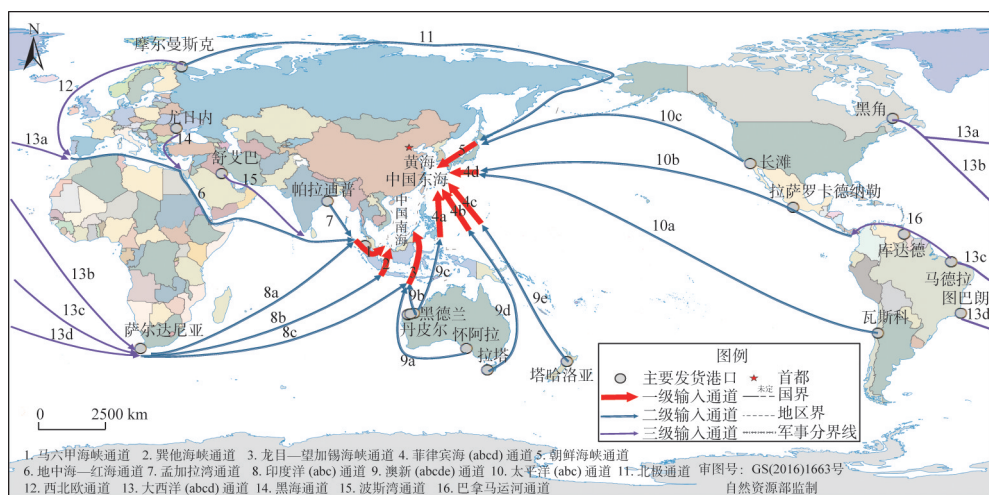 N
摩尔曼斯克
11
12
黑角
尤日内
10c
13a
13a
14
黄海
5
长滩
舒艾巴
4d
10b
13b
中国东海
15
帕拉迪普
拉萨罗卡德纳勒
6
中国南海
4c
4b
4a
16
7
10a
库达德
1
2
3
9c
13c
13b
8a
9b
马德拉
9e
黑德兰
9d
图巴朗
13c
8b
丹皮尔
瓦斯科
13d
萨尔达尼亚
8c
怀阿拉
13d
9a
拉塔
塔哈洛亚
图例
主要发货港口
首都
一级输入通道
未定
国界
二级输入通道
地区界
三级输入通道
军事分界线
0 2500 km
1. 马六甲海峡通道 2. 巽他海峡通道 3. 龙目—望加锡海峡通道 4. 菲律宾海 (abcd) 通道 5. 朝鲜海峡通道
6. 地中海—红海通道 7. 孟加拉湾通道 8. 印度洋 (abc) 通道 9. 澳新 (abcde) 通道 10. 太平洋 (abc) 通道 11. 北极通道 审图号：GS(2016)1663号
12. 西北欧通道 13. 大西洋 (abcd) 通道 14. 黑海通道 15. 波斯湾通道 16. 巴拿马运河通道 自然资源部监制